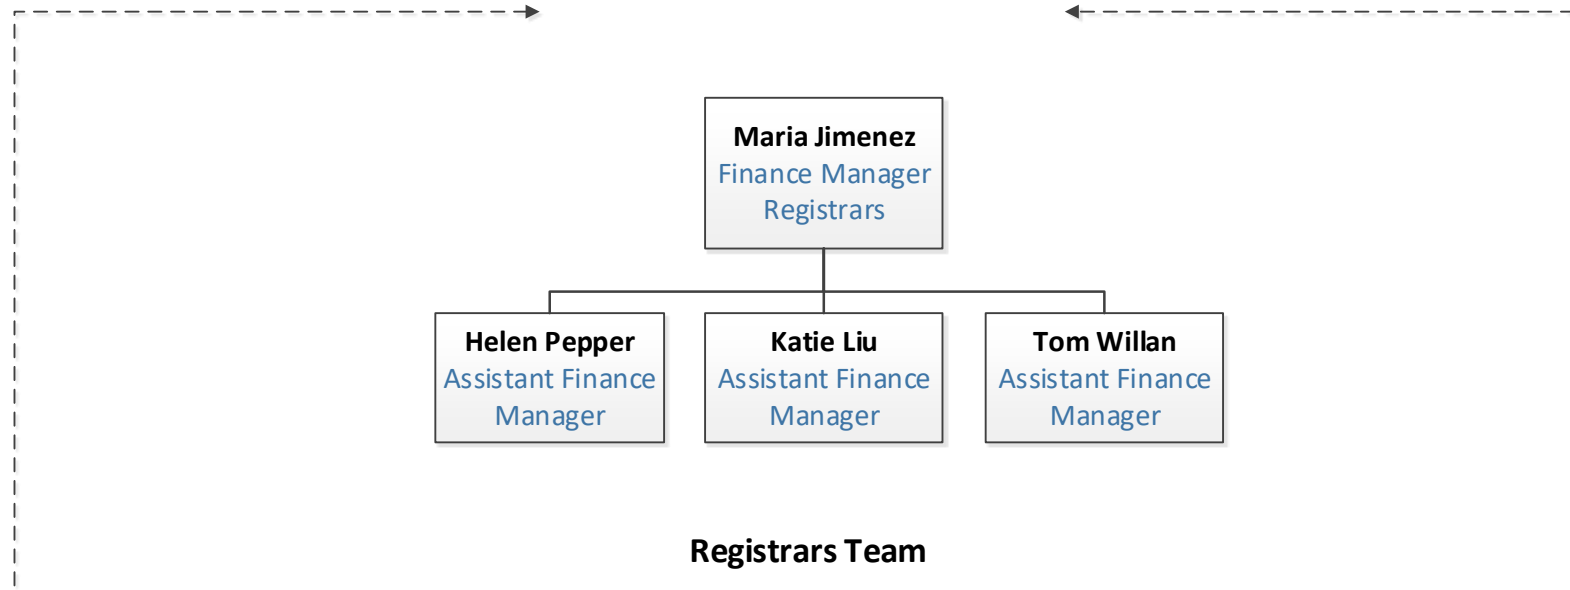 Maria Jimenez
Finance Manager
Registrars
Helen Pepper
Assistant Finance
Manager
Katie Liu
Assistant Finance
Manager
Tom Willan
Assistant Finance
Manager
Registrars Team